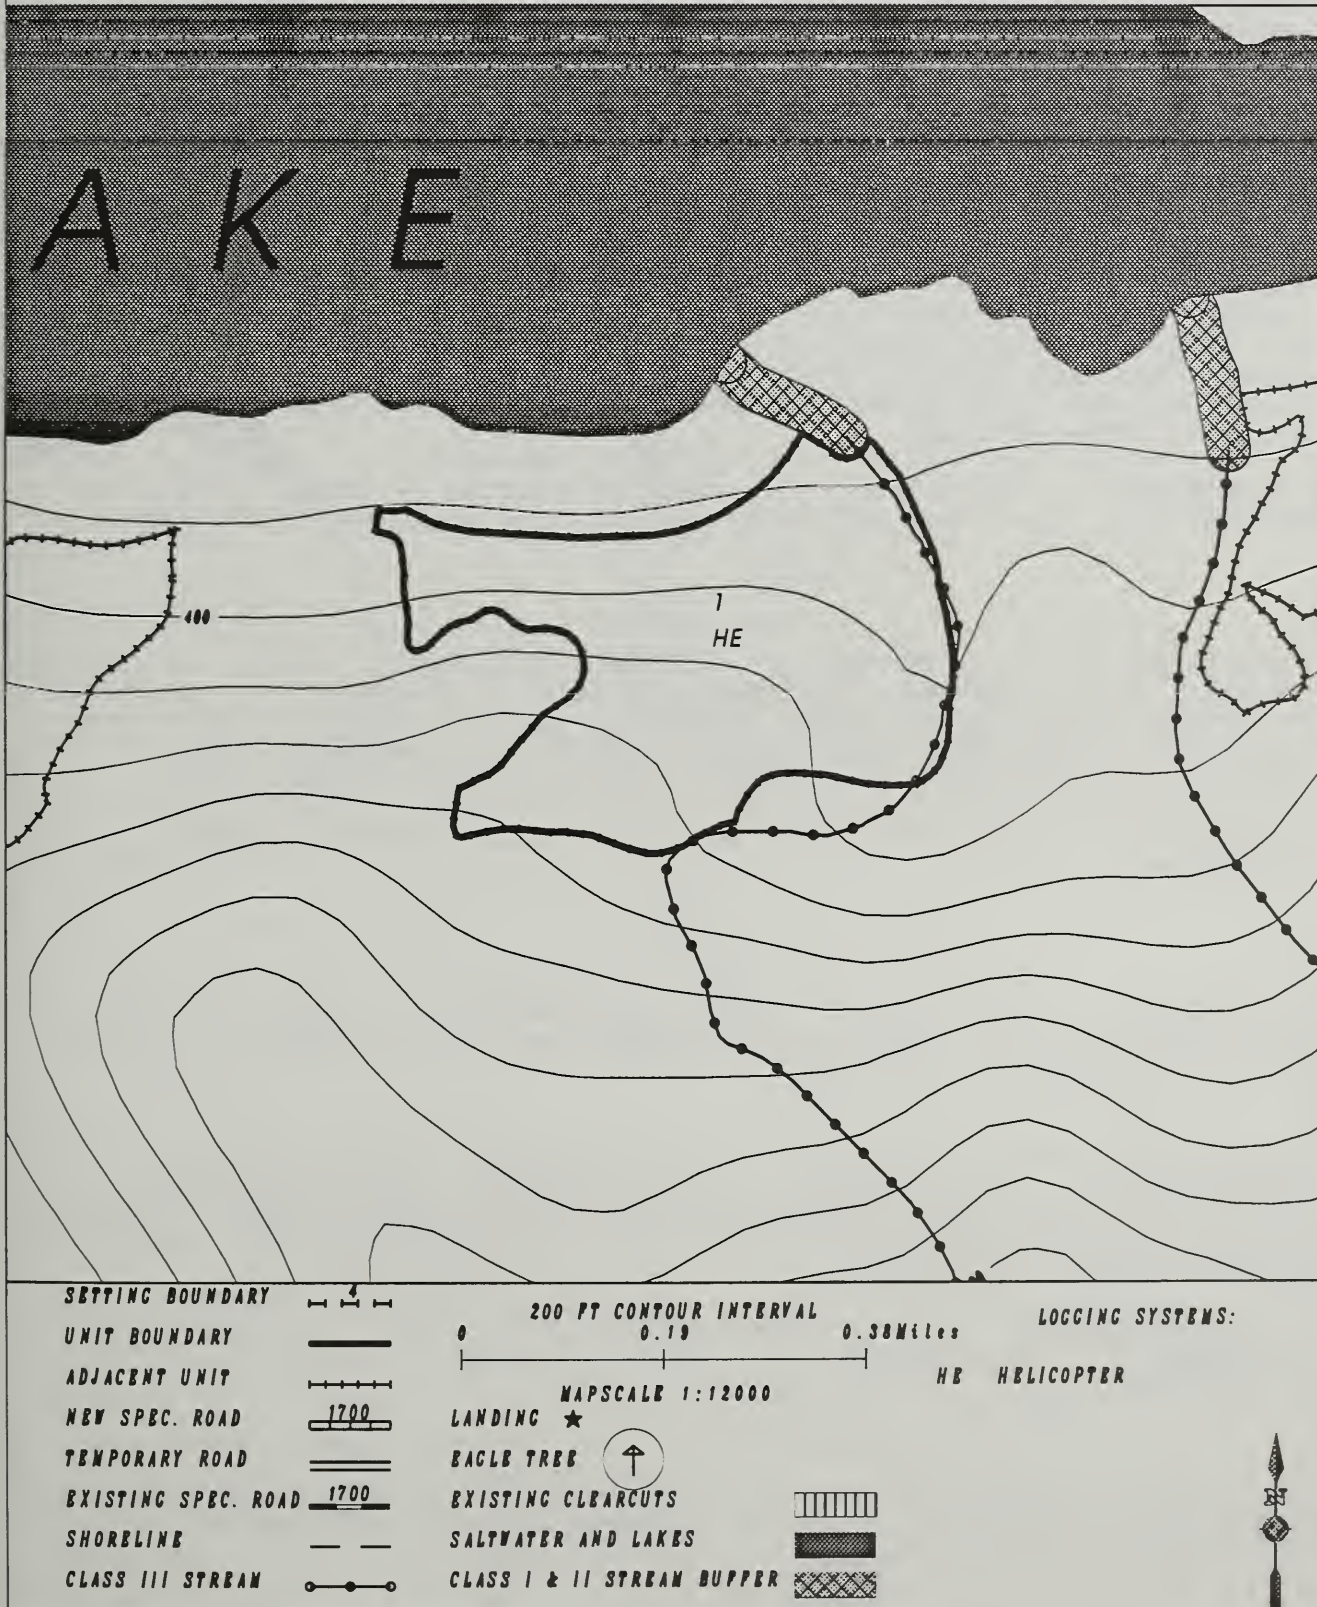 AKE
1
HE
400
SETTING BOUNDARY 4
UNIT BOUNDARY
ADJACENT UNIT
NEW SPEC. ROAD 1700
TEMPORARY ROAD
EXISTING SPEC. ROAD 1700
SHORELINE
CLASS III STREAM
200 FT CONTOUR INTERVAL
0 0.19 0.38Miles
MAPSCALE 1:12000
LANDING
EAGLE TREE
EXISTING CLEARCUTS
SALTWATER AND LAKES
CLASS I & II STREAM BUFFER
LOGGING SYSTEMS:
HE HELICOPTER